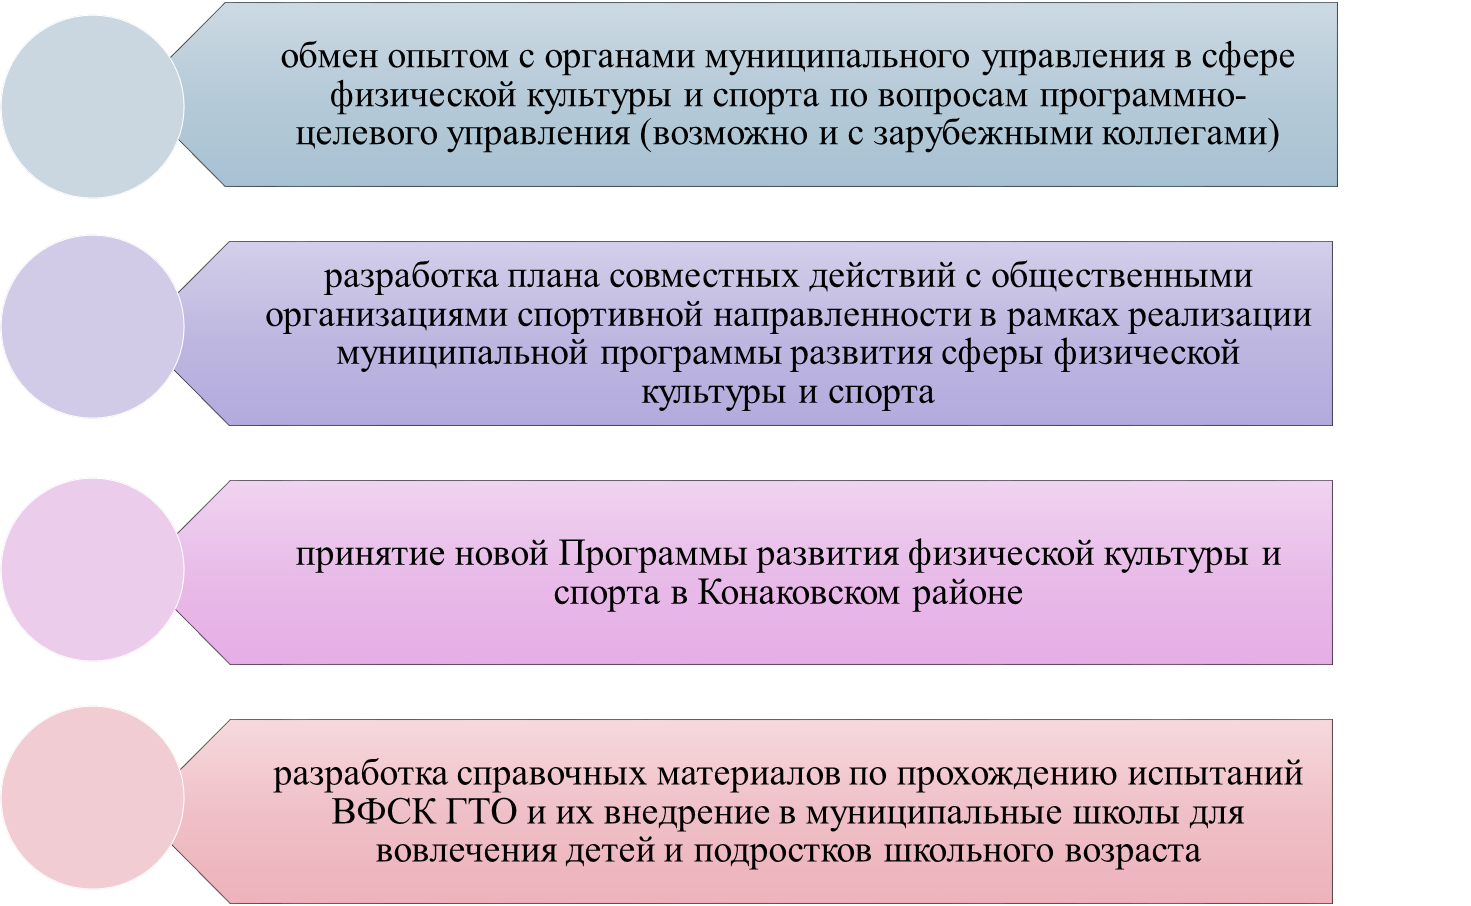 обмен опытом с органами муниципального управления в сфере
физической культуры и спорта по вопросам программно-
целевого управления (возможно и с зарубежными коллегами)
разработка плана совместных действий с общественными
организациями спортивной направленности в рамках реализации
муниципальной программы развития сферы физической
культуры и спорта
принятие новой Программы развития физической культуры и
спорта в Конаковском районе
разработка справочных материалов по прохождению испытаний
ВФСК ГТО и их внедрение в муниципальные школы для
вовлечения детей и подростков школьного возраста